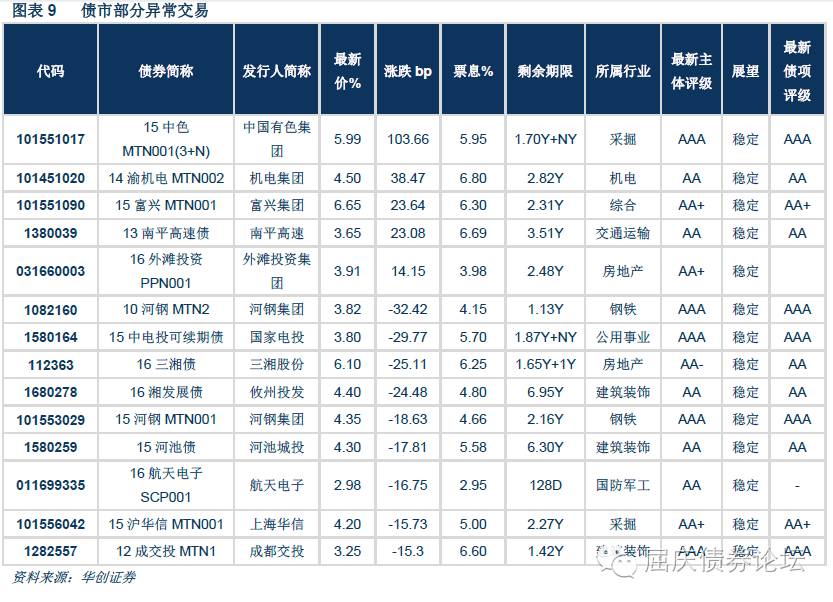 图表 9 债市部分异常交易
代码 债券简称 发行人简称 最新价% 涨跌 bp 票息% 剩余期限 所属行业 最新主体评级 展望 最新债项评级
101551017 15 中色 MTN001(3+N) 中国有色集团 5.99 103.66 5.95 1.70Y+NY 采掘 AAA 稳定 AAA
101451020 14 渝机电 MTN002 机电集团 4.50 38.47 6.80 2.82Y 机电 AA 稳定 AA
101551090 15 富兴 MTN001 富兴集团 6.65 23.64 6.30 2.31Y 综合 AA+ 稳定 AA+
1380039 13 南平高速债 南平高速 3.65 23.08 6.69 3.51Y 交通运输 AA 稳定 AA
031660003 16 外滩投资 PPN001 外滩投资集团 3.91 14.15 3.98 2.48Y 房地产 AA+ 稳定
1082160 10 河钢 MTN2 河钢集团 3.82 -32.42 4.15 1.13Y 钢铁 AAA 稳定 AAA
1580164 15 中电投可续期债 国家电投 3.80 -29.77 5.70 1.87Y+NY 公用事业 AAA 稳定 AAA
112363 16 三湘债 三湘股份 6.10 -25.11 6.25 1.65Y+1Y 房地产 AA- 稳定 AA
1680278 16 湘发展债 攸州投发 4.40 -24.48 4.80 6.95Y 建筑装饰 AA 稳定 AA
101553029 15 河钢 MTN001 河钢集团 4.35 -18.63 4.66 2.16Y 钢铁 AAA 稳定 AAA
1580259 15 河池债 河池城投 4.30 -17.81 5.58 6.30Y 建筑装饰 AA 稳定 AA
011699335 16 航天电子 SCP001 航天电子 2.98 -16.75 2.95 128D 国防军工 AA 稳定 -
101556042 15 沪华信 MTN001 上海华信 4.20 -15.73 5.00 2.27Y 采掘 AA+ 稳定 AA+
1282557 12 成交投 MTN1 成都交投 3.25 -15.3 6.60 1.42Y 建筑装饰 AAA 稳定 AAA
屈庆债券论坛
资料来源：华创证券